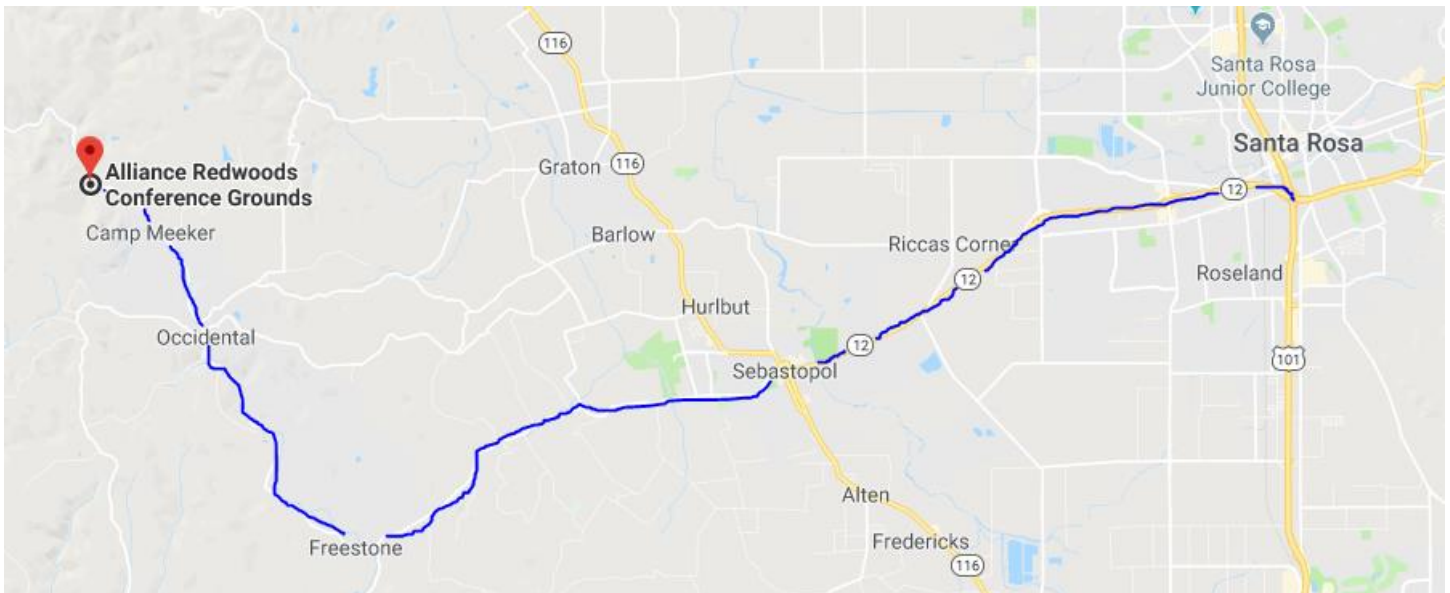 116
Santa Rosa
Junior College
Santa Rosa
116
Graton
Alliance Redwoods
Conference Grounds
12
Camp Meeker
Barlow
Riccas Corner
12
Roseland
Hurlbut
Occidental
12
101
Sebastopol
Alten
Freestone
Fredericks
116